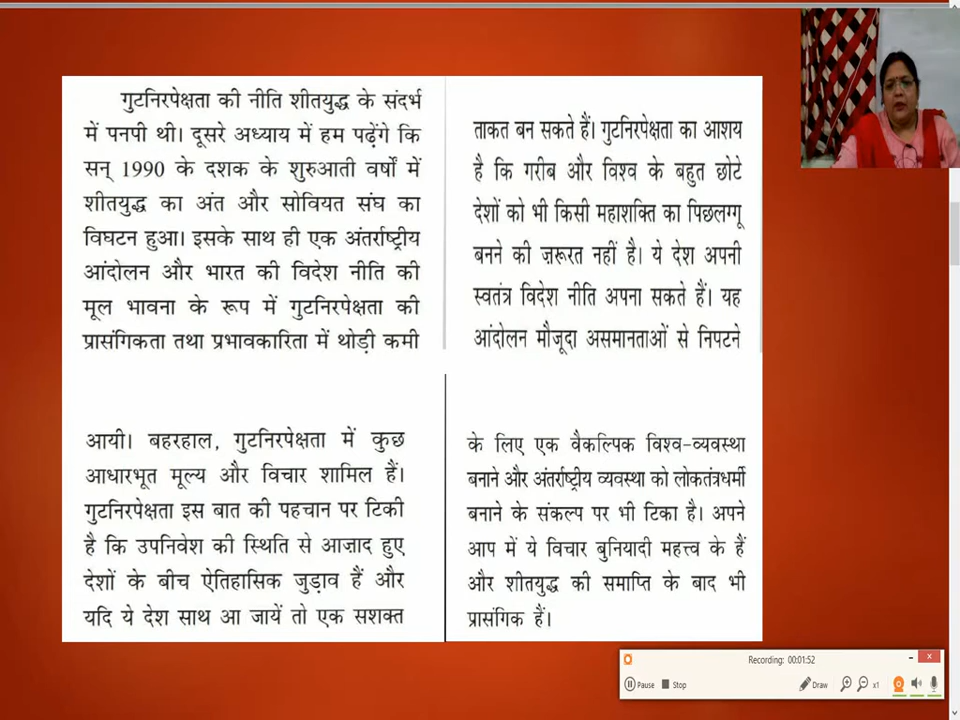 गुटनिरपेक्षता की नीति शीतयुद्ध के संदर्भ
में पनपी थी। दूसरे अध्याय में हम पढ़ेंगे कि
सन् 1990 के दशक के शुरुआती वर्षों में
शीतयुद्ध का अंत और सोवियत संघ का
विघटन हुआ। इसके साथ ही एक अंतर्राष्ट्रीय
आंदोलन और भारत की विदेश नीति की
मूल भावना के रूप में गुटनिरपेक्षता की
प्रासंगिकता तथा प्रभावकारिता में थोड़ी कमी
आयी। बहरहाल, गुटनिरपेक्षता में कुछ
आधारभूत मूल्य और विचार शामिल हैं।
गुटनिरपेक्षता इस बात की पहचान पर टिकी
है कि उपनिवेश की स्थिति से आज़ाद हुए
देशों के बीच ऐतिहासिक जुड़ाव हैं और
यदि ये देश साथ आ जायें तो एक सशक्त
ताकत बन सकते हैं। गुटनिरपेक्षता का आशय
है कि गरीब और विश्व के बहुत छोटे
देशों को भी किसी महाशक्ति का पिछलग्गू
बनने की ज़रूरत नहीं है। ये देश अपनी
स्वतंत्र विदेश नीति अपना सकते हैं। यह
आंदोलन मौजूदा असमानताओं से निपटने
के लिए एक वैकल्पिक विश्व-व्यवस्था
बनाने और अंतर्राष्ट्रीय व्यवस्था को लोकतंत्रधर्मी
बनाने के संकल्प पर भी टिका है। अपने
आप में ये विचार बुनियादी महत्त्व के हैं
और शीतयुद्ध की समाप्ति के बाद भी
प्रासंगिक हैं।
Recording: 00:01:52
Pause Stop Draw x1